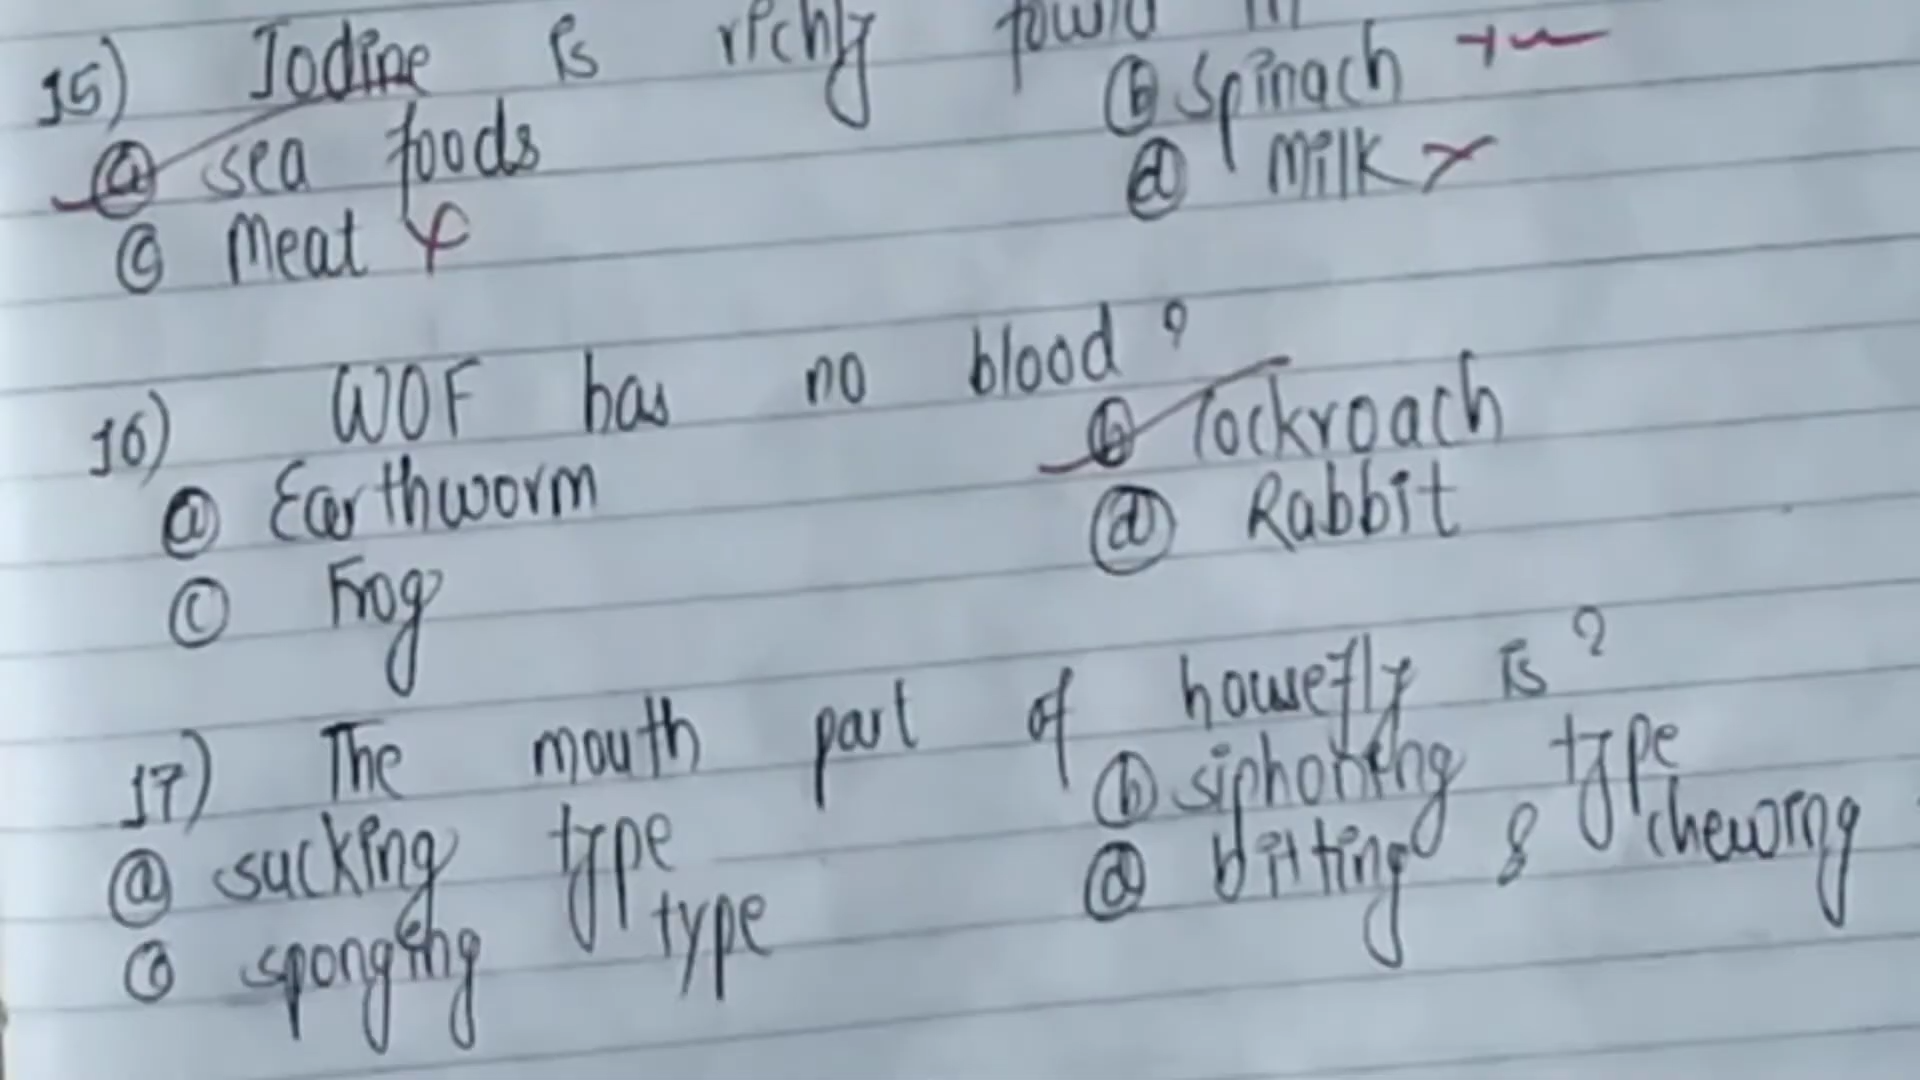 15) Iodine is richly found in
ⓐ sea foods ⓑ spinach
ⓒ Meat ⓓ Milk
16) WOF has no blood ?
ⓐ Earthworm ⓑ Cockroach
ⓒ Frog ⓓ Rabbit
17) The mouth part of housefly is ?
ⓐ sucking type ⓑ siphoning type
ⓒ sponging type ⓓ bitting & chewing